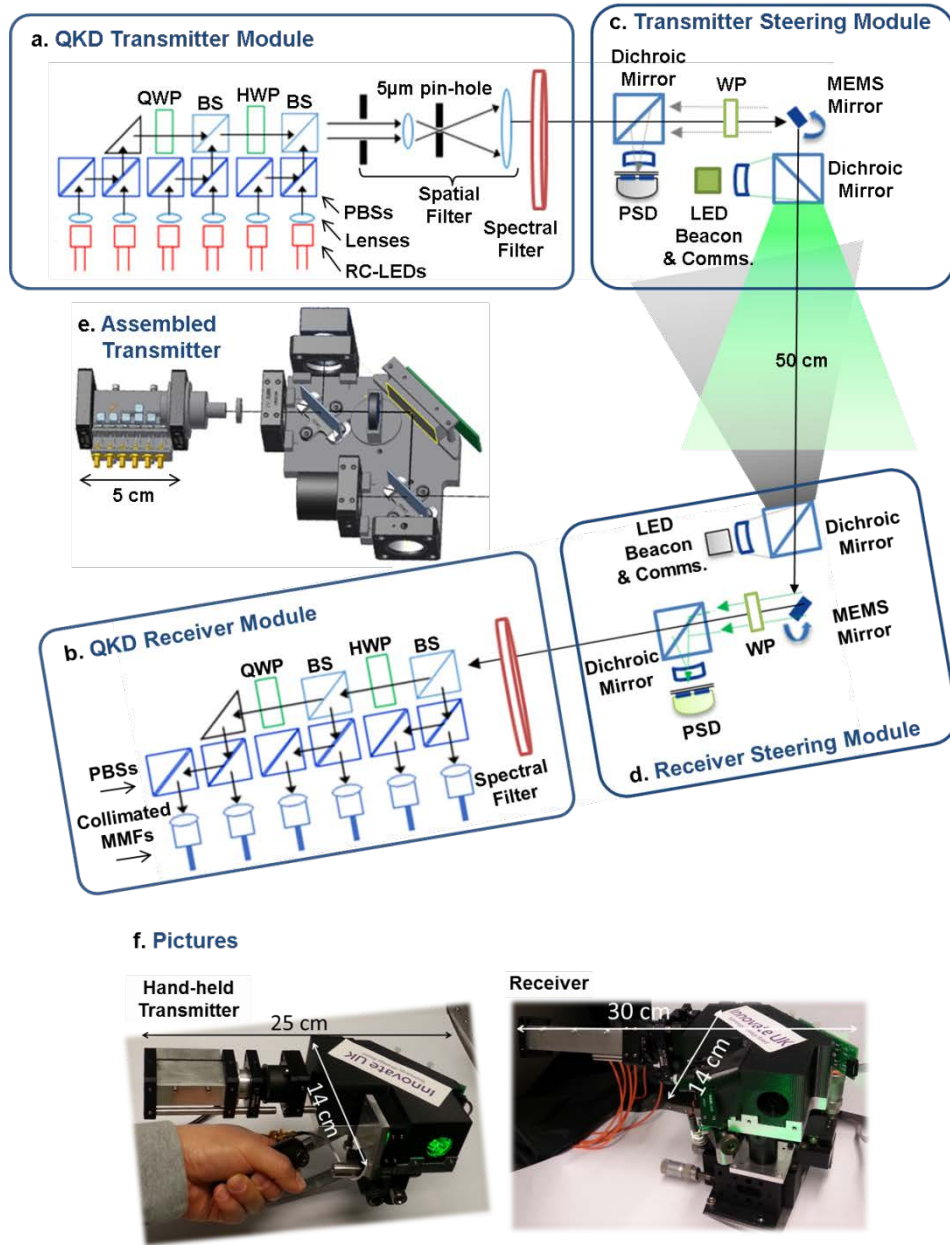 a. QKD Transmitter Module
QWP
BS
HWP
BS
5µm pin-hole
Spatial
Filter
Spectral
Filter
PBSs
Lenses
RC-LEDs
c. Transmitter Steering Module
Dichroic
Mirror
WP
MEMS
Mirror
Dichroic
Mirror
PSD
LED
Beacon
& Comms.
50 cm
e. Assembled
Transmitter
5 cm
LED
Beacon
& Comms.
Dichroic
Mirror
MEMS
Mirror
WP
Dichroic
Mirror
PSD
d. Receiver Steering Module
b. QKD Receiver Module
QWP
BS
HWP
BS
PBSs
Collimated
MMFs
Spectral
Filter
f. Pictures
Hand-held
Transmitter
25 cm
14 cm
Innovate UK
Receiver
30 cm
14 cm
Innovate UK